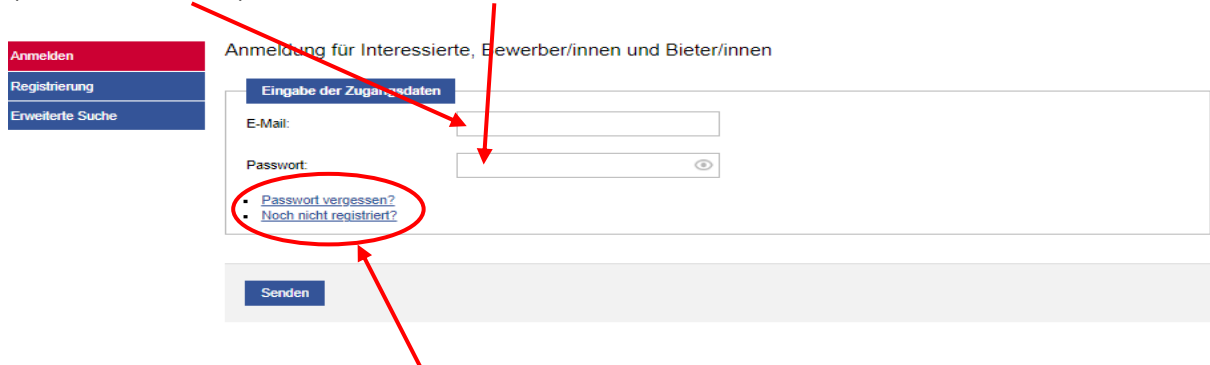 Anmelden
Registrierung
Erweiterte Suche
Anmeldung für Interessierte, Bewerber/innen und Bieter/innen
Eingabe der Zugangsdaten
E-Mail:
Passwort:
Passwort vergessen?
Noch nicht registriert?
Senden